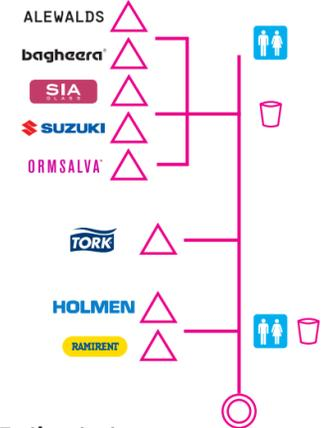 ALEWALDS
bagheera
SIA
GLASS
SUZUKI
ORMSALVA
TORK
HOLMEN
RAMIRENT